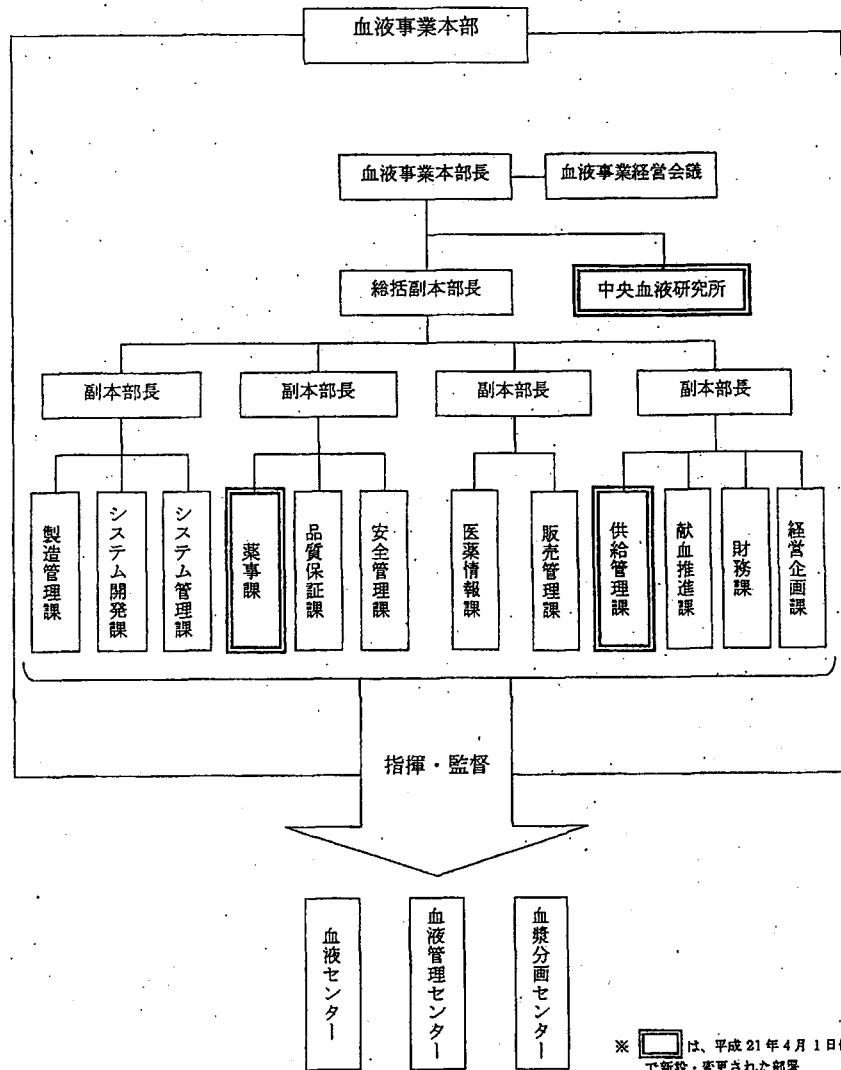 血液事業本部
血液事業本部長
血液事業経営会議
総括副本部長
中央血液研究所
副本部長
副本部長
副本部長
副本部長
製造管理課
システム開発課
システム管理課
薬事課
品質保証課
安全管理課
医薬情報課
販売管理課
供給管理課
献血推進課
財務課
経営企画課
指揮・監督
血液センター
血液管理センター
血漿分画センター
※ は、平成21年4月1日付
で新設・変更された部署